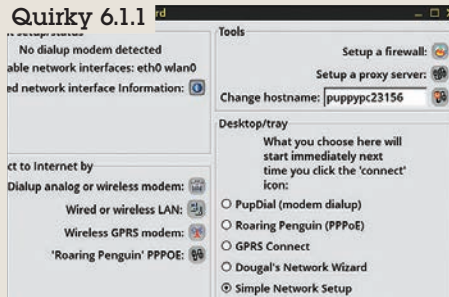 Quirky 6.1.1
No dialup modem detected
able network interfaces: eth0 wlan0
ed network interface Information:
ct to Internet by
Dialup analog or wireless modem:
Wired or wireless LAN:
Wireless GPRS modem:
'Roaring Penguin' PPPOE:
Tools
Setup a firewall:
Setup a proxy server:
Change hostname: puppypc23156
Desktop/tray
What you choose here will
start immediately next
time you click the 'connect'
icon:
PupDial (modem dialup)
Roaring Penguin (PPPoE)
GPRS Connect
Dougal's Network Wizard
Simple Network Setup